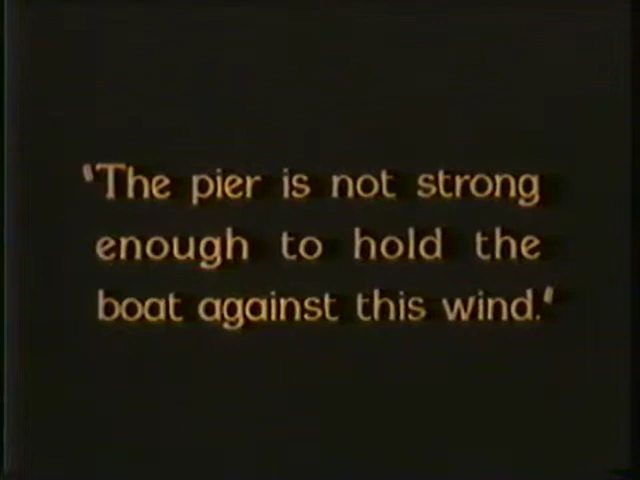 "The pier is not strong
enough to hold the
boat against this wind."